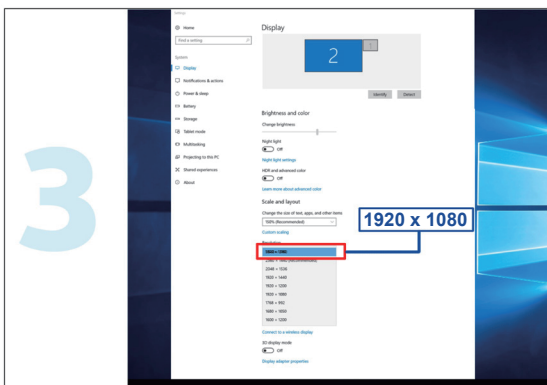 3
Settings
Home
Find a setting
System
Display
Notifications & actions
Power & sleep
Battery
Storage
Tablet mode
Multitasking
Projecting to this PC
Shared experiences
About
Display
2
1
Identify
Detect
Brightness and color
Change brightness
Night light
Off
Night light settings
HDR and advanced color
Off
Learn more about advanced color
Scale and layout
Change the size of text, apps, and other items
Custom scaling
Resolution
1920 x 1080
2048 × 1536
1920 × 1440
1920 × 1200
1920 × 1080
1768 × 992
1680 × 1050
1600 × 1200
Connect to a wireless display
3D display mode
Off
Display adapter properties